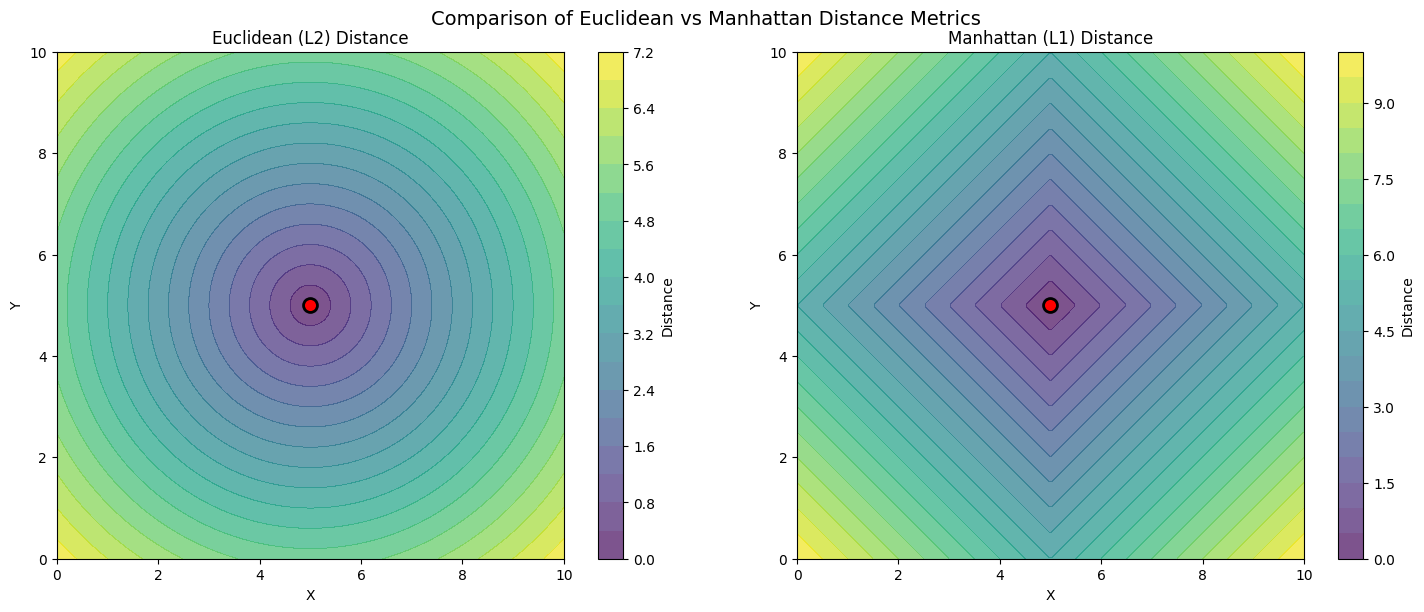 Comparison of Euclidean vs Manhattan Distance Metrics
Euclidean (L2) Distance
10
8
6
4
2
0
Y
0 2 4 6 8 10
X
7.2
6.4
5.6
4.8
4.0
3.2
2.4
1.6
0.8
0.0
Distance
Manhattan (L1) Distance
10
8
6
4
2
0
Y
0 2 4 6 8 10
X
9.0
7.5
6.0
4.5
3.0
1.5
0.0
Distance